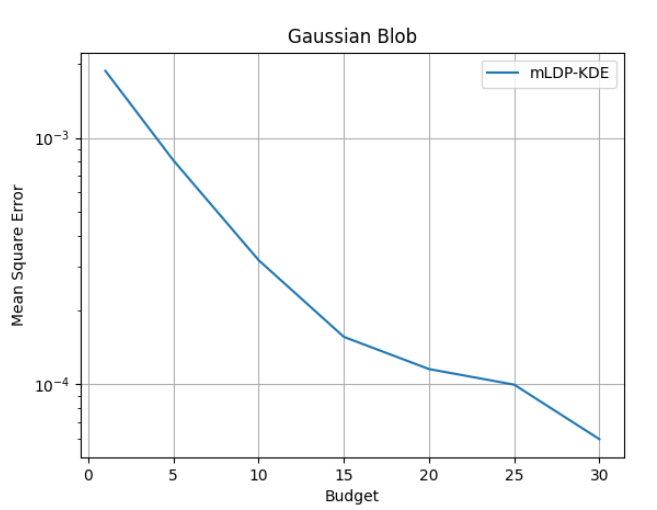 Gaussian Blob
mLDP-KDE
10⁻³
10⁻⁴
Mean Square Error
0 5 10 15 20 25 30
Budget